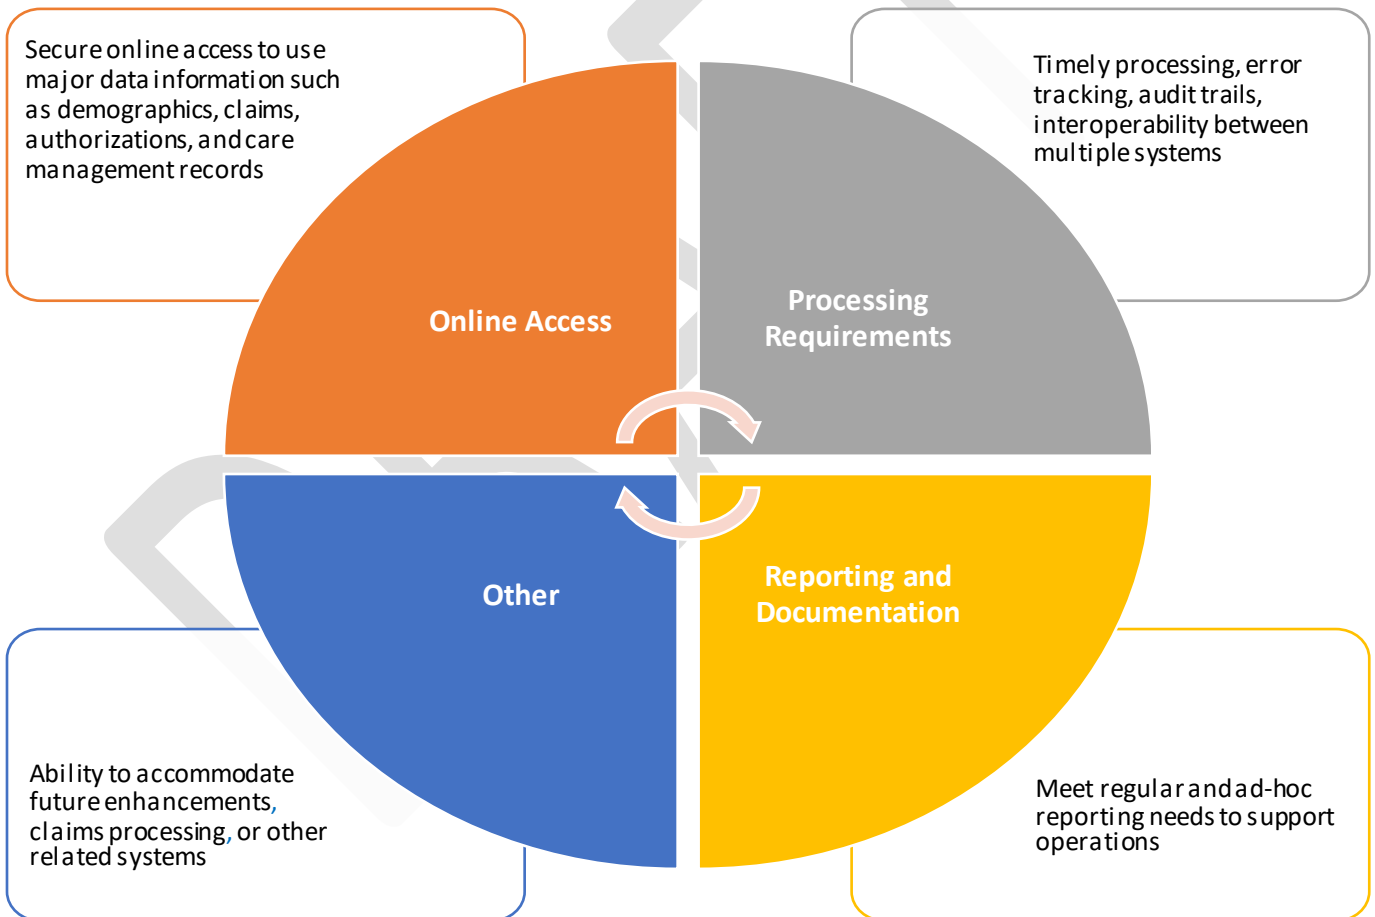 Secure online access to use
major data information such
as demographics, claims,
authorizations, and care
management records
Timely processing, error
tracking, audit trails,
interoperability between
multiple systems
Online Access
Processing
Requirements
Other
Reporting and
Documentation
Ability to accommodate
future enhancements,
claims processing, or other
related systems
Meet regular and ad-hoc
reporting needs to support
operations